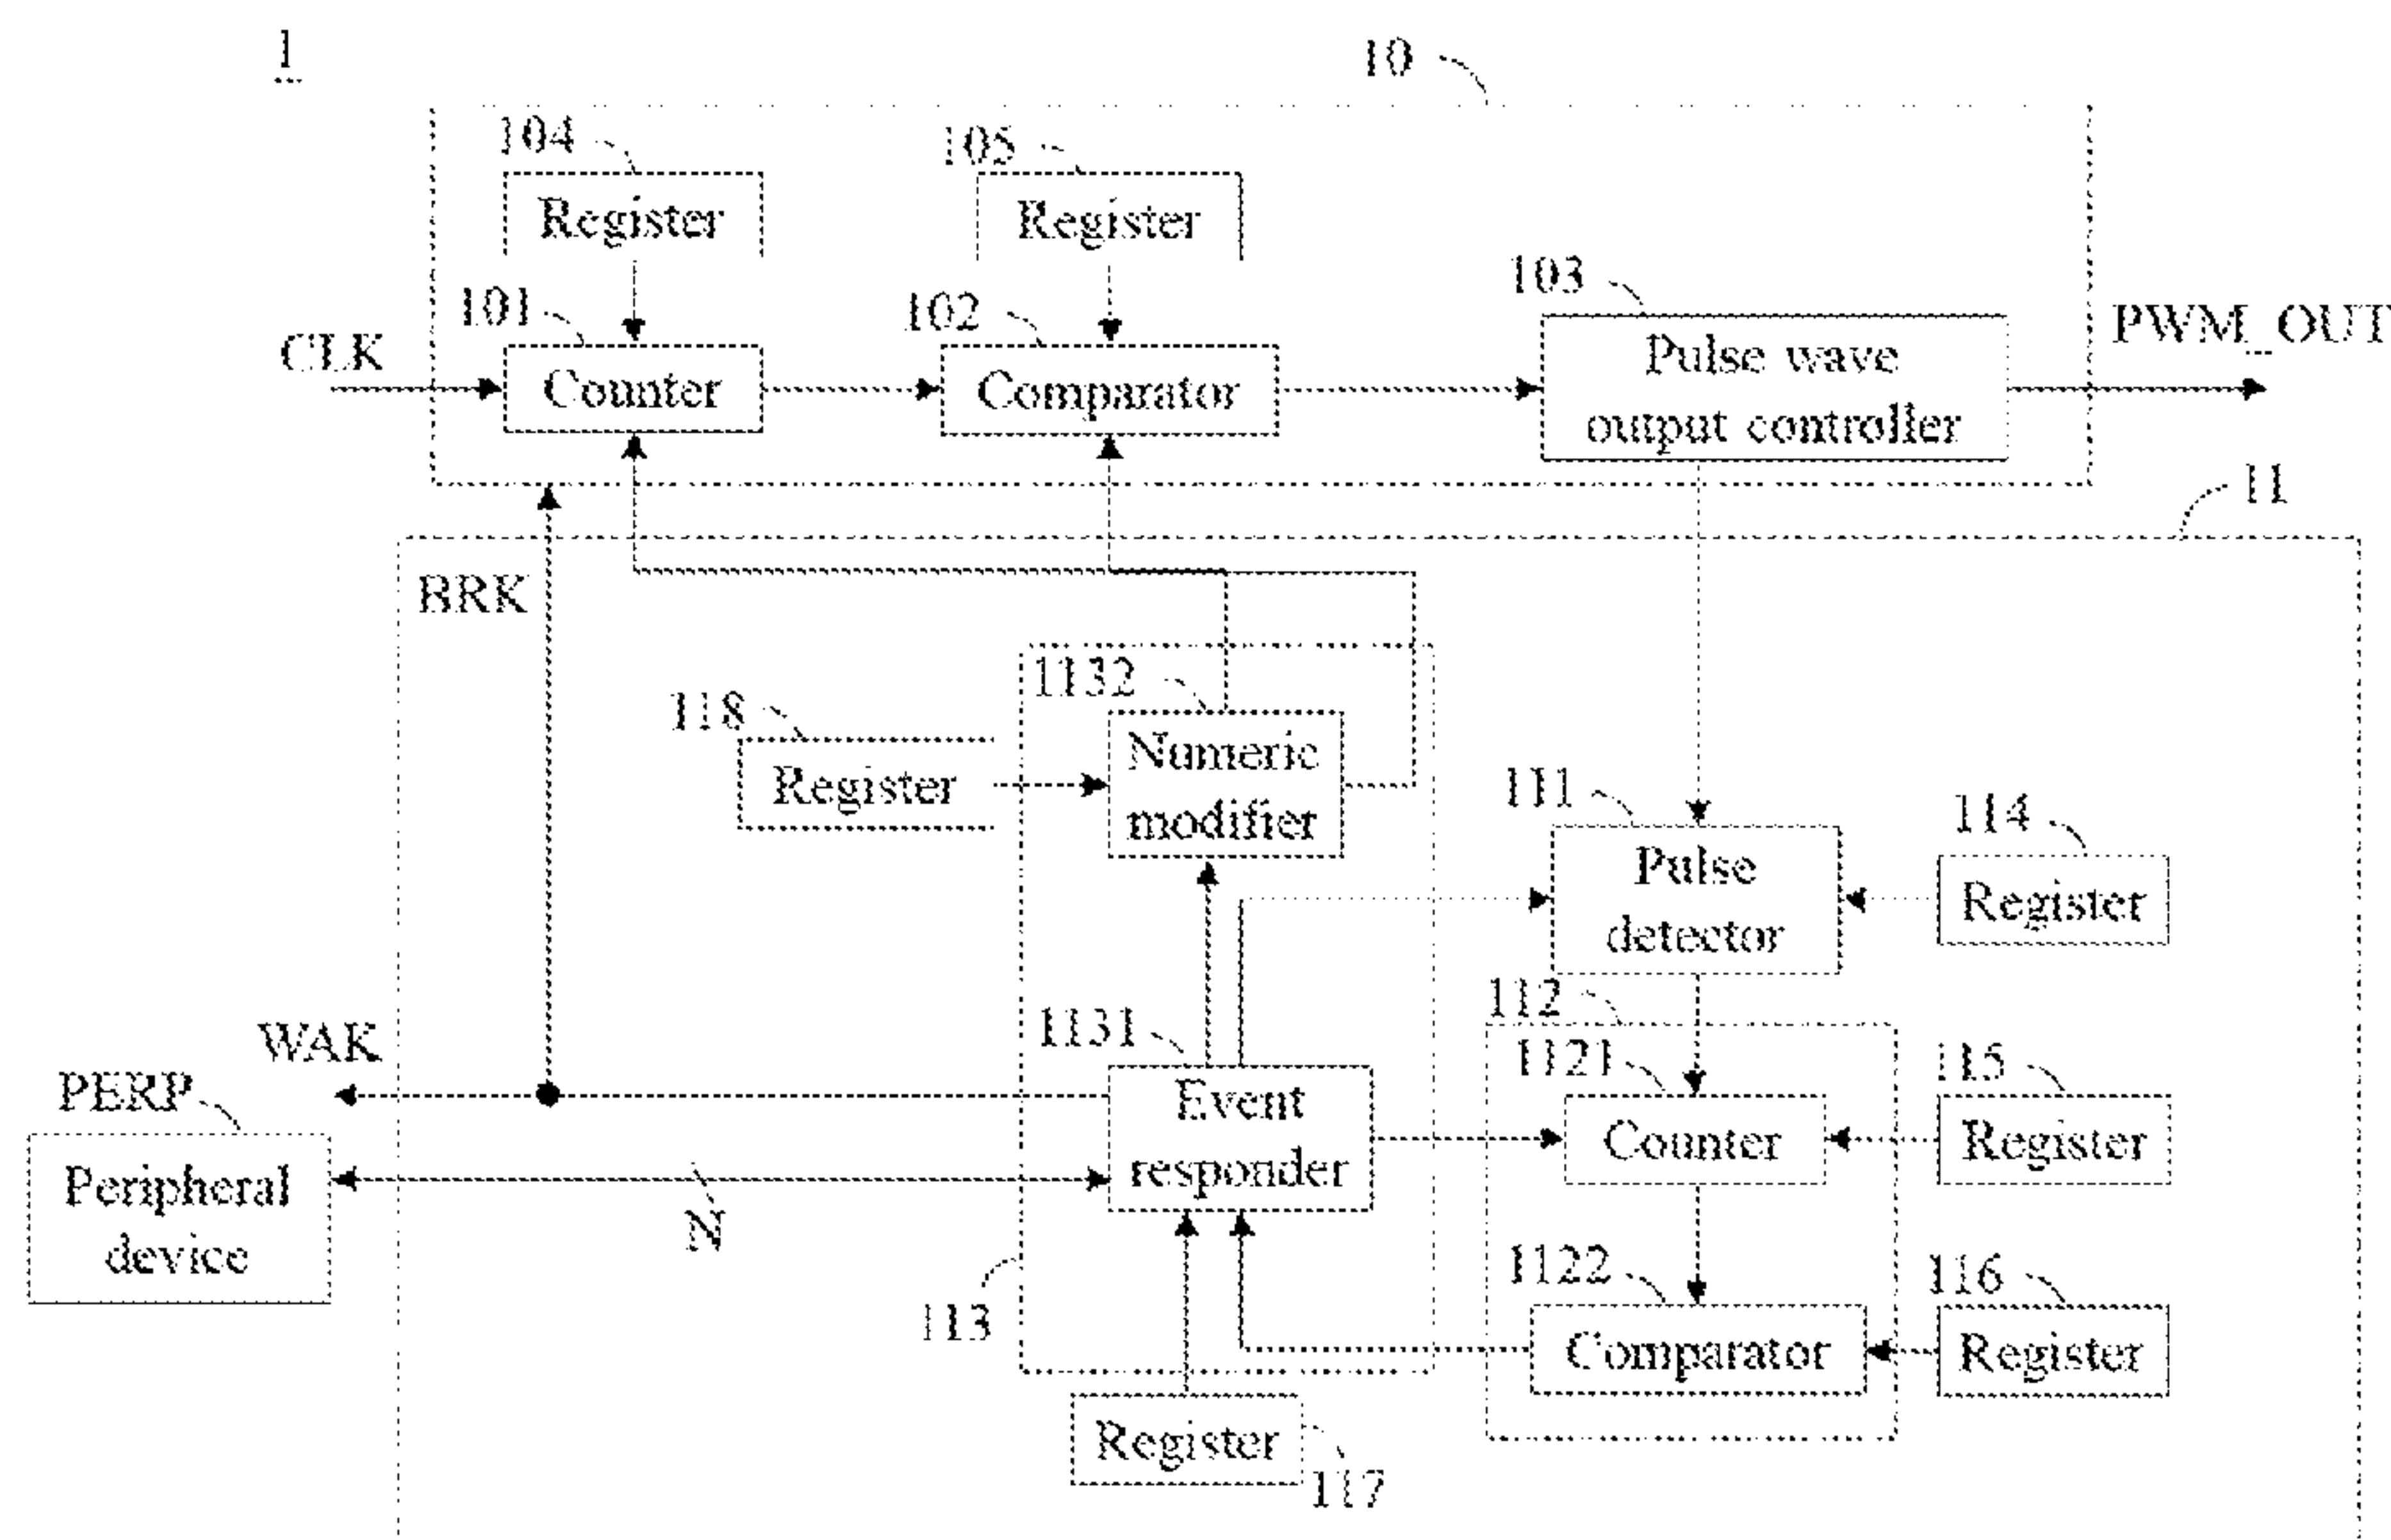 1
10
104
105
Register
Register
103
101
102
PWM_OUT
CLK
Counter
Comparator
Pulse wave
output controller
11
BRK
1132
118
Numeric
modifier
Register
111
114
Pulse
detector
Register
112
WAK
1131
1121
115
PERP
Event
responder
Counter
Register
Peripheral
device
N
1122
116
113
Comparator
Register
Register
117